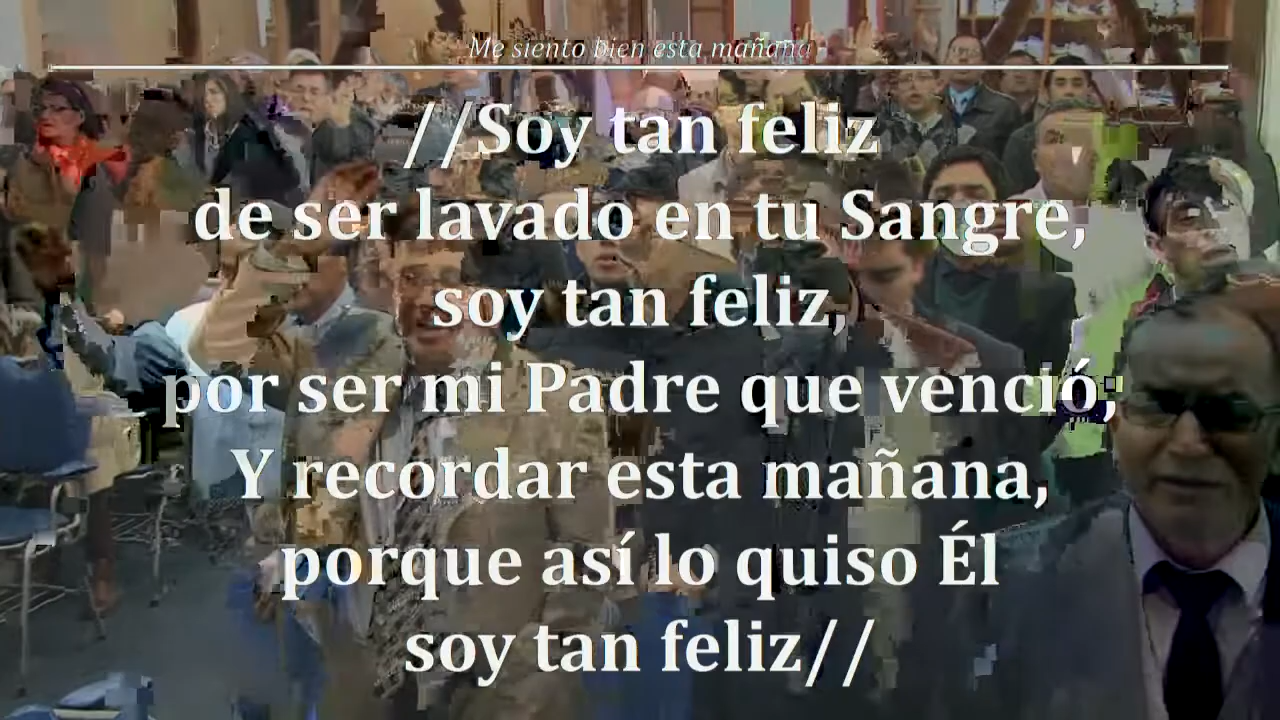 Me siento bien esta mañana
//Soy tan feliz
de ser lavado en tu Sangre,
soy tan feliz,
por ser mi Padre que venció,
Y recordar esta mañana,
porque así lo quiso Él
soy tan feliz//